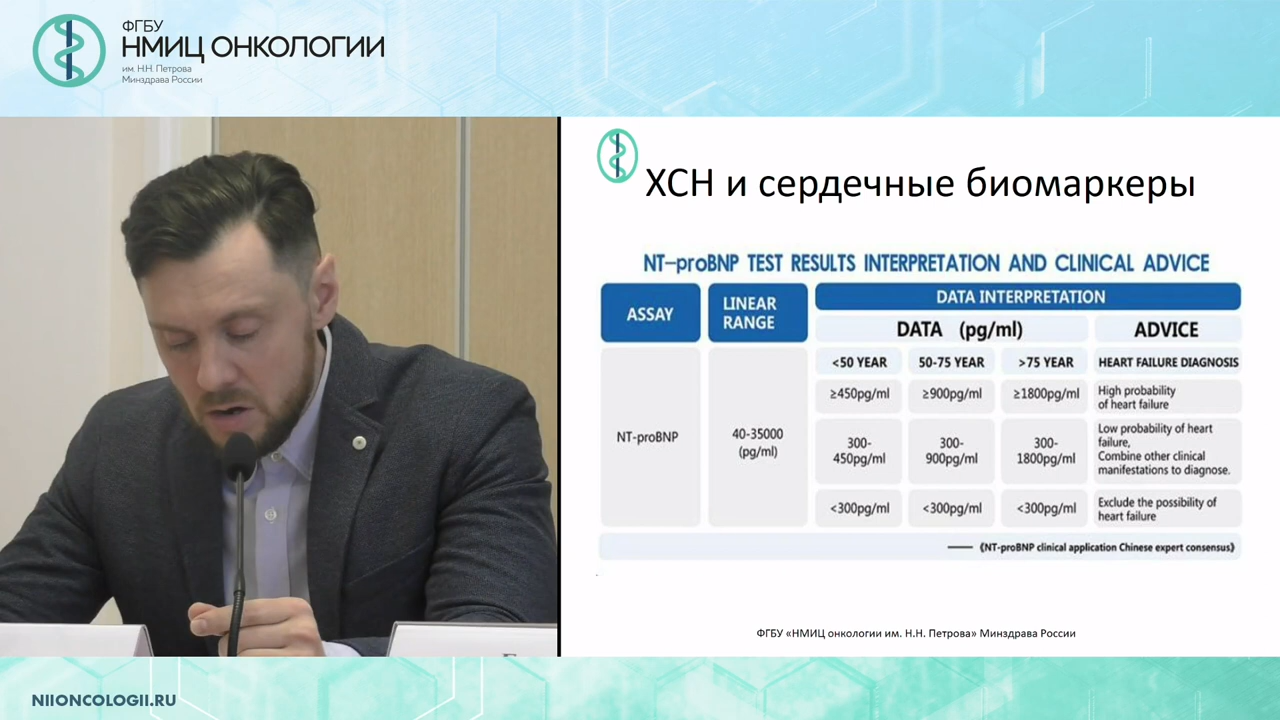 ФГБУ
НМИЦ ОНКОЛОГИИ
им. Н.Н. Петрова
Минздрава России
ХСН и сердечные биомаркеры
NT-proBNP TEST RESULTS INTERPRETATION AND CLINICAL ADVICE
ASSAY
LINEAR
RANGE
DATA INTERPRETATION
DATA (pg/ml)
ADVICE
<50 YEAR
50-75 YEAR
>75 YEAR
HEART FAILURE DIAGNOSIS
NT-proBNP
40-35000
(pg/ml)
≥450pg/ml
≥900pg/ml
≥1800pg/ml
High probability
of heart failure
300-
450pg/ml
300-
900pg/ml
300-
1800pg/ml
Low probability of heart
failure,
Combine other clinical
manifestations to diagnose.
<300pg/ml
<300pg/ml
<300pg/ml
Exclude the possibility of
heart failure
—— 《NT-proBNP clinical application Chinese expert consensus》
ФГБУ «НМИЦ онкологии им. Н.Н. Петрова» Минздрава России
NIIONCOLOGII.RU